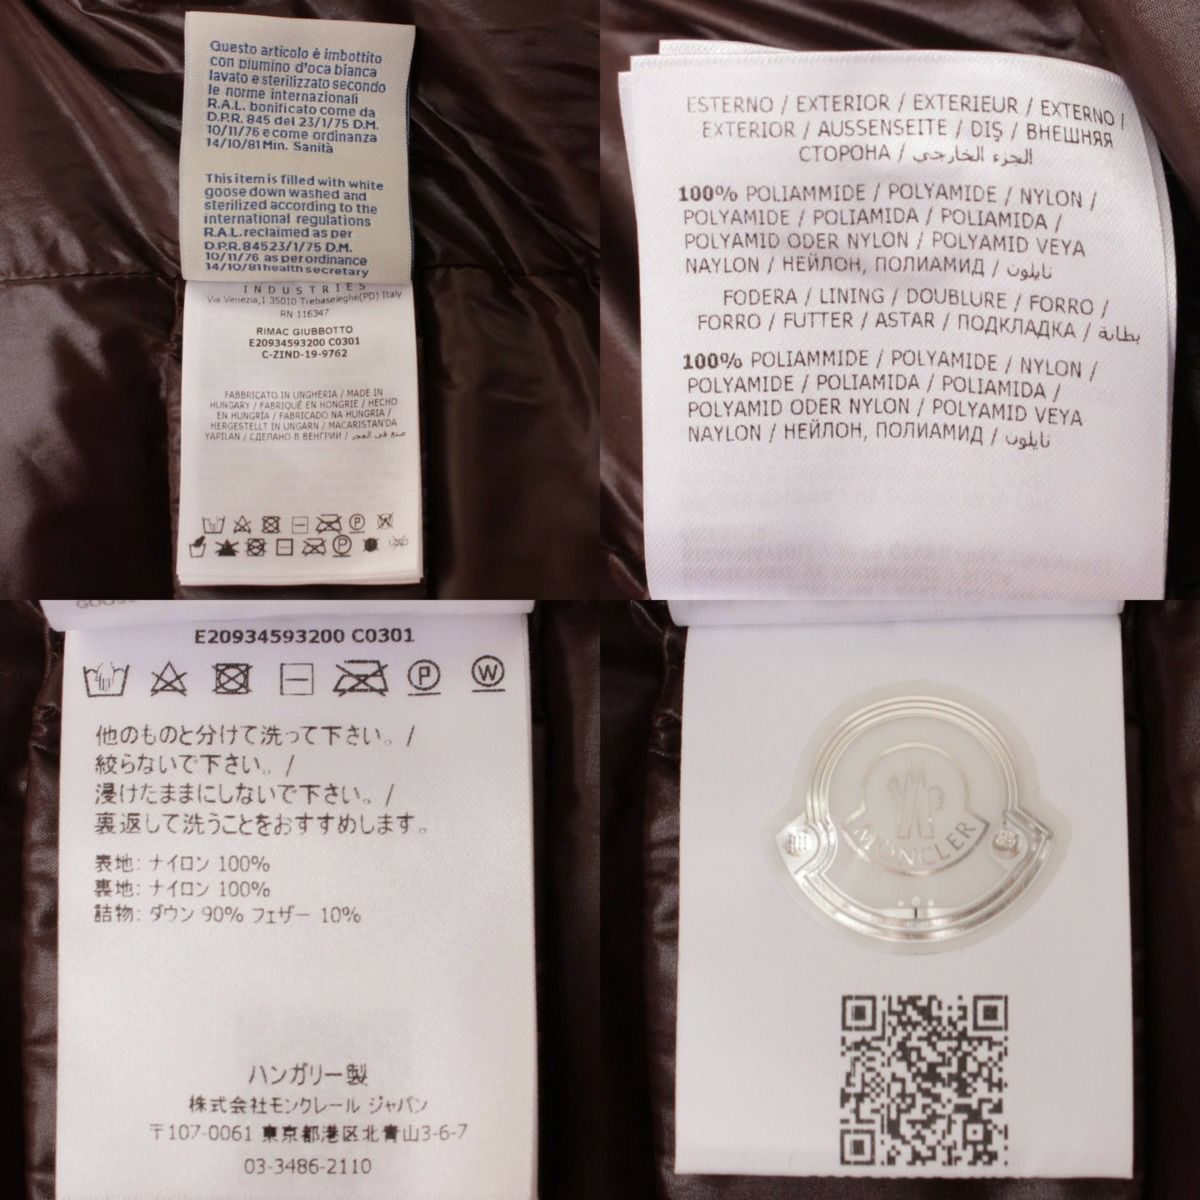 Questo articolo è imbottito
con piumino d'oca bianca
lavato e sterilizzato secondo
le norme internazionali
R.A.L. bonificato come da
D.P.R. 845 del 23/1/75 D.M.
10/11/76 e come ordinanza
14/10/81 Min. Sanità
This item is filled with white
goose down washed and
sterilized according to the
international regulations
R.A.L. reclaimed as per
D.P.R. 84523/1/75 D.M.
10/11/76 as per ordinance
14/10/81 health secretary
INDUSTRIES
Via Venezia,1 35010 Trebaseleghe(PD) Italy
RN 116347
RIMAC GIUBBOTTO
E20934593200 C0301
C-ZIND-19-9762
FABBRICATO IN UNGHERIA / MADE IN
HUNGARY / FABRIQUÉ EN HONGRIE / HECHO
EN HUNGRÍA / FABRICADO NA HUNGRIA /
HERGESTELLT IN UNGARN / MACARISTAN'DA
YAPILAN / СДЕЛАНО В ВЕНГРИИ / صنع في المجر
ESTERNO / EXTERIOR / EXTERIEUR / EXTERNO /
EXTERIOR / AUSSENSEITE / DIŞ / ВНЕШНЯЯ
СТОРОНА / الجزء الخارجي
100% POLIAMMIDE / POLYAMIDE / NYLON /
POLYAMIDE / POLIAMIDA / POLIAMIDA /
POLYAMID ODER NYLON / POLYAMID VEYA
NAYLON / НЕЙЛОН, ПОЛИАМИД / نايلون
FODERA / LINING / DOUBLURE / FORRO /
FORRO / FUTTER / ASTAR / ПОДКЛАДКА / بطانة
100% POLIAMMIDE / POLYAMIDE / NYLON /
POLYAMIDE / POLIAMIDA / POLIAMIDA /
POLYAMID ODER NYLON / POLYAMID VEYA
NAYLON / НЕЙЛОН, ПОЛИАМИД / نايلون
E20934593200 C0301
P W
他のものと分けて洗って下さい。/
絞らないで下さい。/
浸けたままにしないで下さい。/
裏返して洗うことをおすすめします。
表地: ナイロン 100%
裏地: ナイロン 100%
詰物: ダウン 90% フェザー 10%
ハンガリー製
株式会社モンクレール ジャパン
〒107-0061 東京都港区北青山3-6-7
03-3486-2110
MONCLER